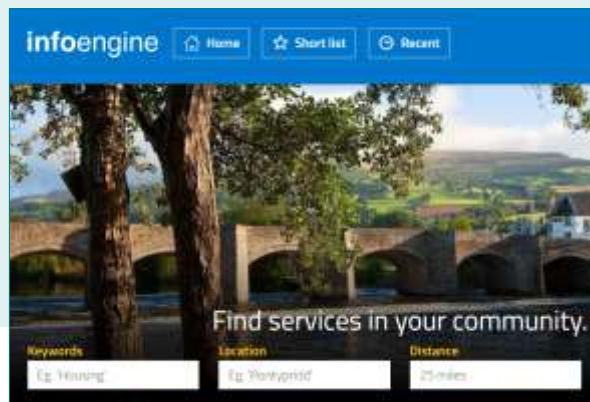 infoengine Home Short list Recent
Find services in your community.
Keywords Location Distance
Eg 'Housing' Eg 'Pontypridd' 25 miles